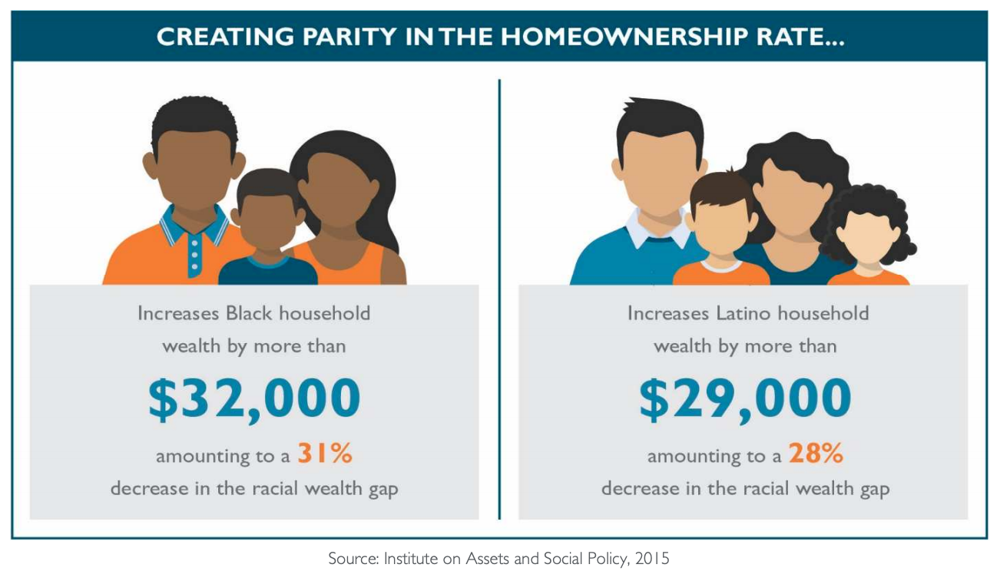 CREATING PARITY IN THE HOMEOWNERSHIP RATE...
Increases Black household
wealth by more than
$32,000
amounting to a 31%
decrease in the racial wealth gap
Increases Latino household
wealth by more than
$29,000
amounting to a 28%
decrease in the racial wealth gap
Source: Institute on Assets and Social Policy, 2015